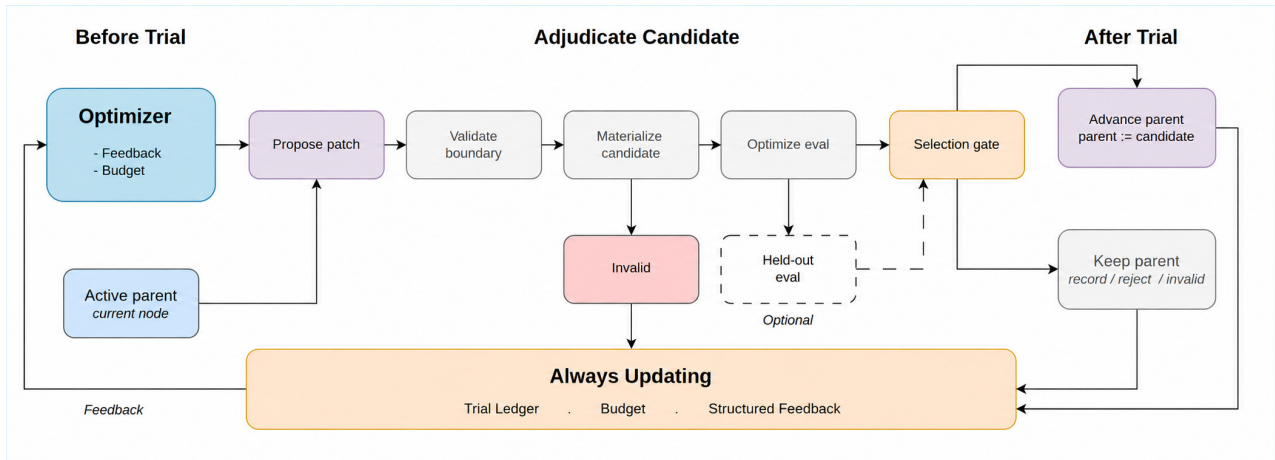 Before Trial
Adjudicate Candidate
After Trial
Optimizer
- Feedback
- Budget
Propose patch
Validate
boundary
Materialize
candidate
Optimize eval
Selection gate
Advance parent
parent := candidate
Active parent
current node
Invalid
Held-out
eval
Optional
Keep parent
record / reject / invalid
Always Updating
Trial Ledger . Budget . Structured Feedback
Feedback